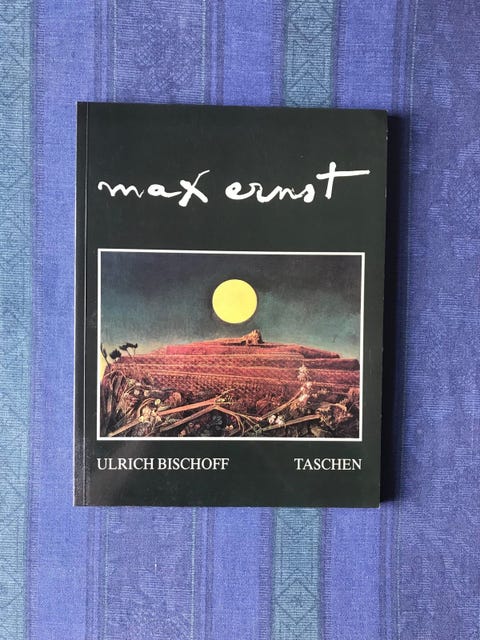 max ernst
ULRICH BISCHOFF TASCHEN